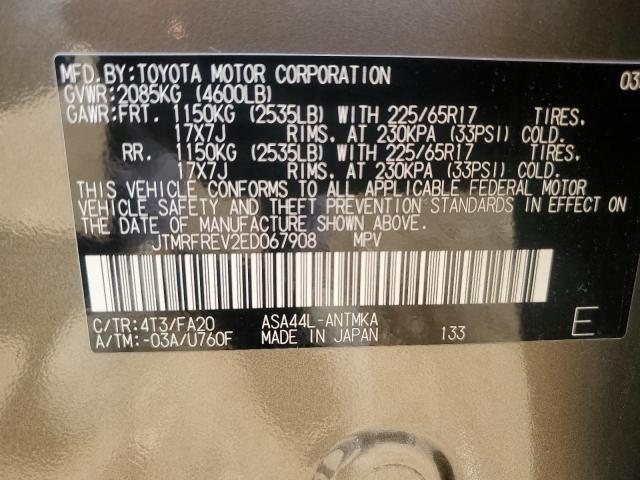 MFD.BY:TOYOTA MOTOR CORPORATION
GVWR:2085KG (4600LB)
GAWR:FRT. 1150KG (2535LB) WITH 225/65R17 TIRES.
17X7J RIMS. AT 230KPA (33PSI) COLD.
RR. 1150KG (2535LB) WITH 225/65R17 TIRES.
17X7J RIMS. AT 230KPA (33PSI) COLD.
THIS VEHICLE CONFORMS TO ALL APPLICABLE FEDERAL MOTOR
VEHICLE SAFETY AND THEFT PREVENTION STANDARDS IN EFFECT ON
THE DATE OF MANUFACTURE SHOWN ABOVE.
JTMRFREV2ED067908 MPV
C/TR:4T3/FA20 ASA44L-ANTMKA
A/TM:-03A/U760F MADE IN JAPAN 133 E